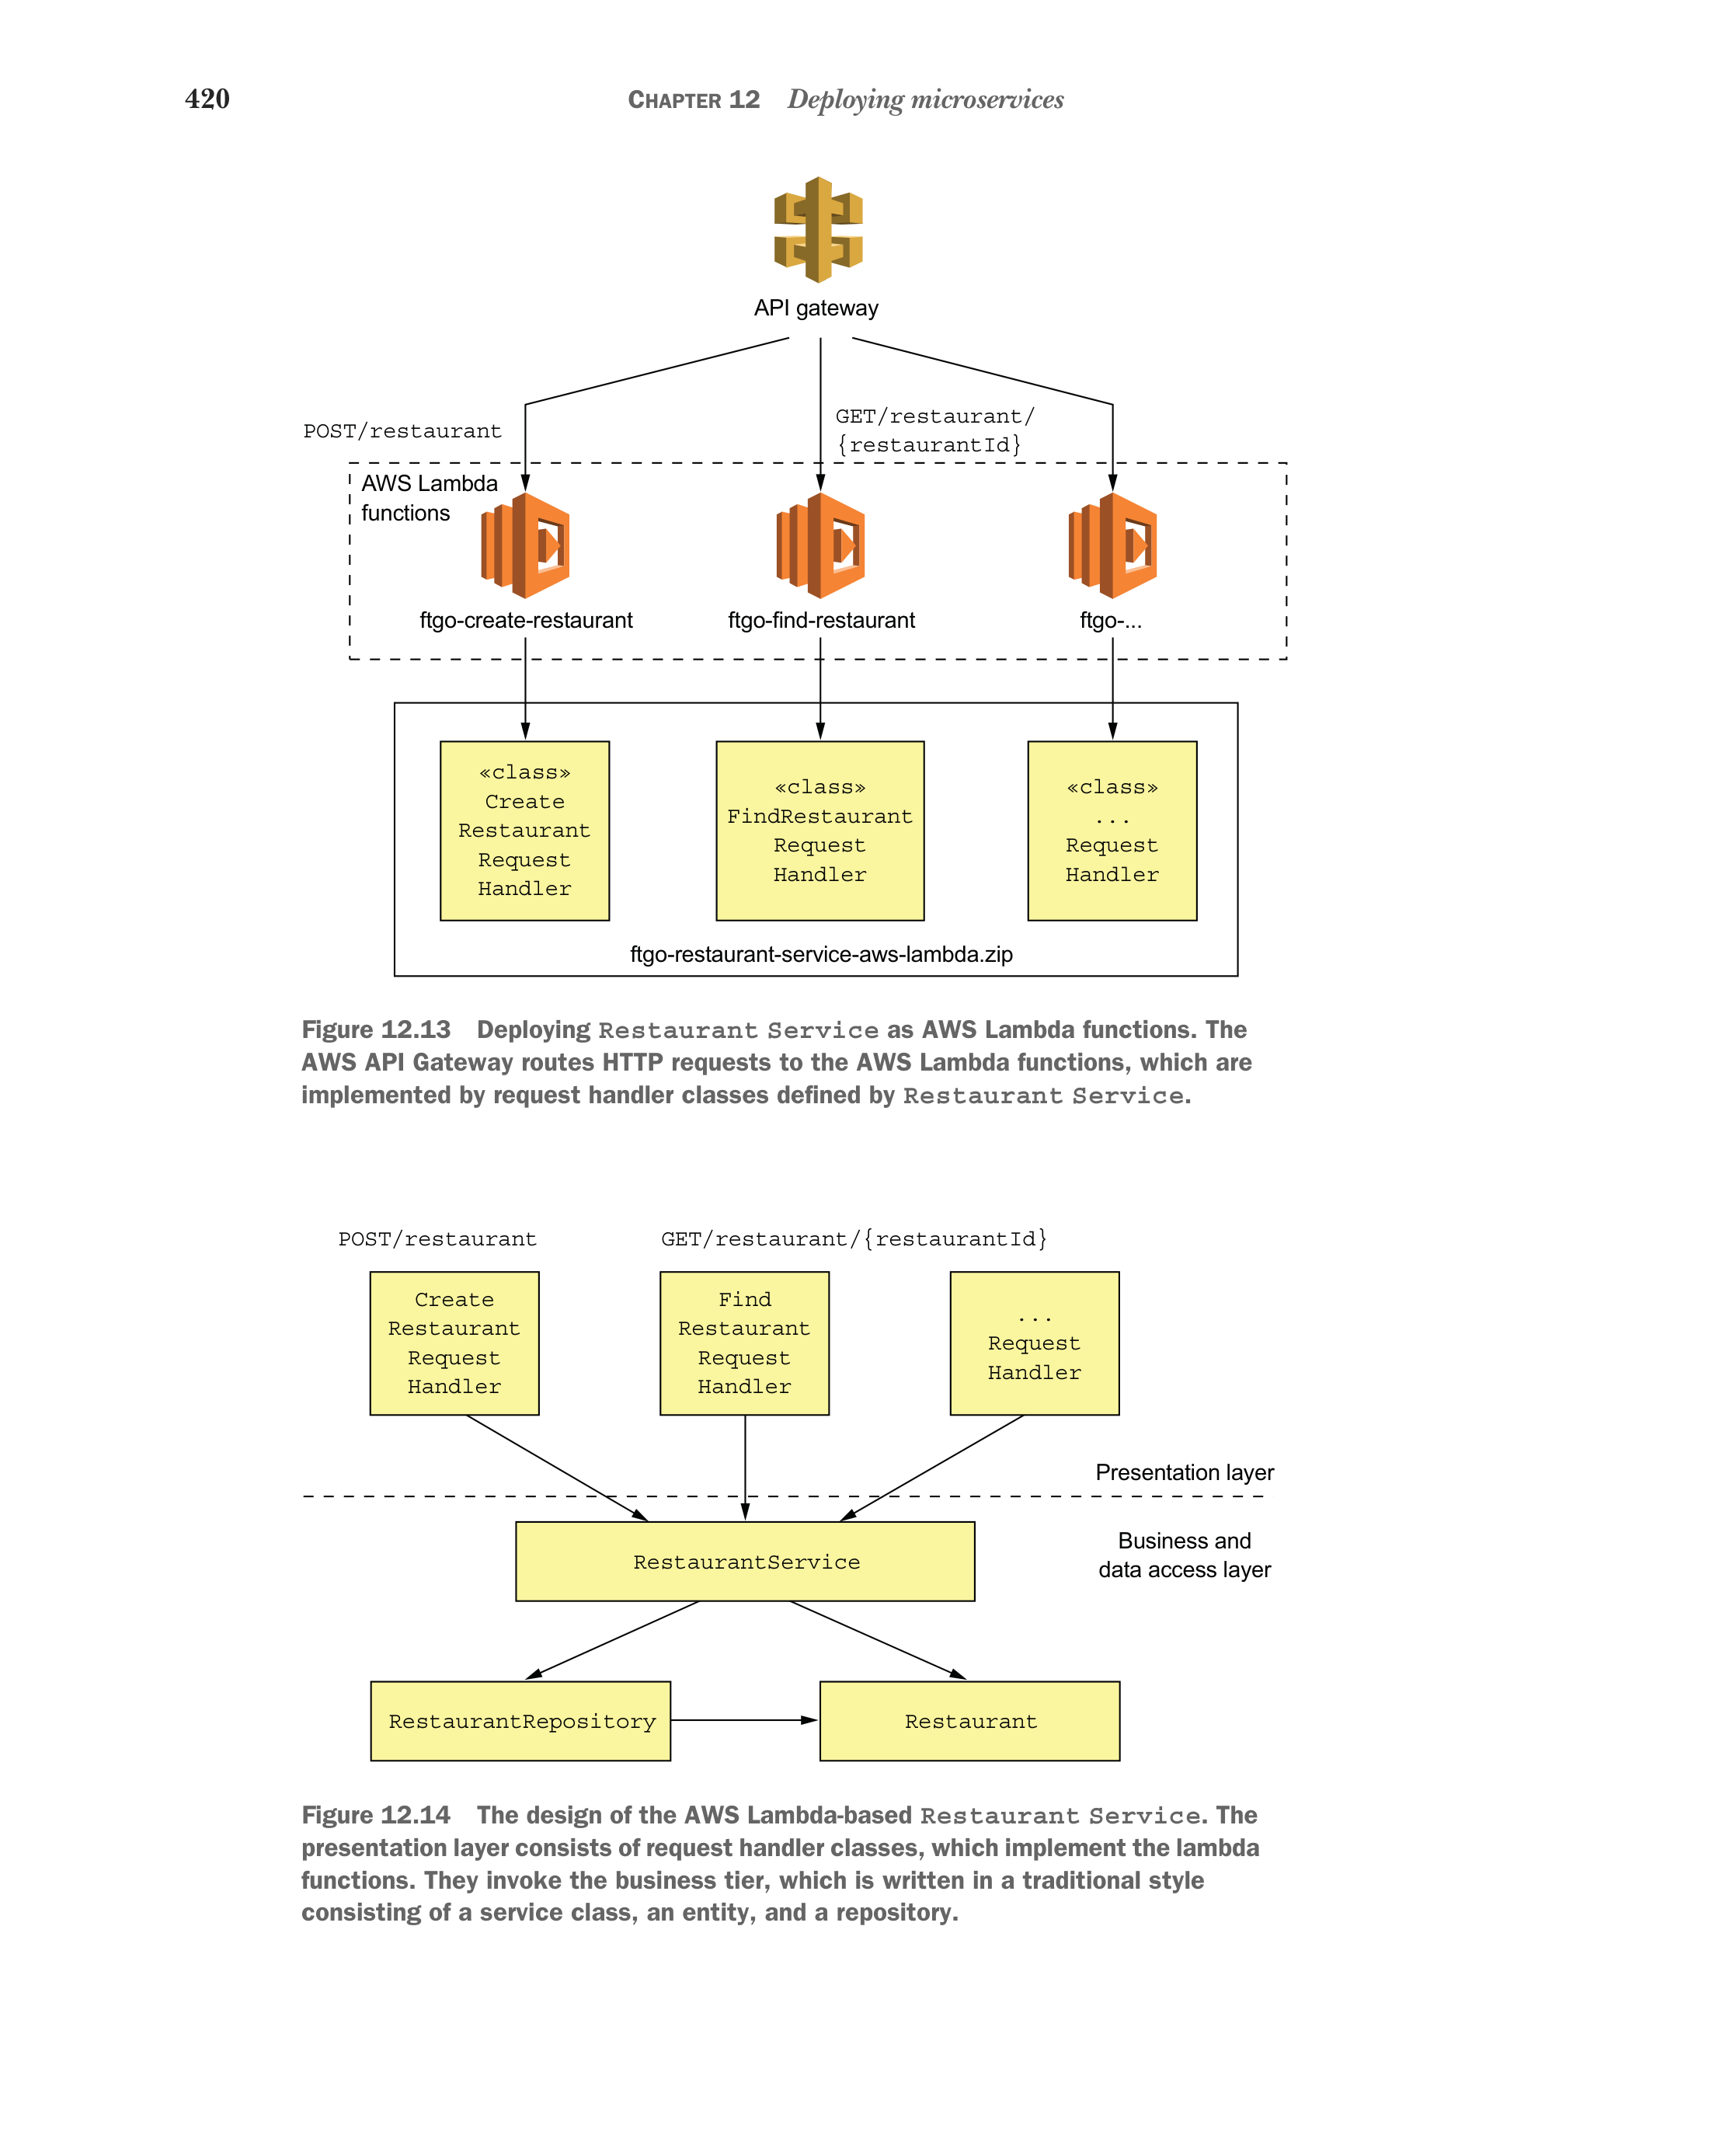 420
CHAPTER 12 Deploying microservices
API gateway
POST/restaurant
GET/restaurant/
{restaurantId}
AWS Lambda
functions
ftgo-create-restaurant
ftgo-find-restaurant
ftgo-...
«class»
Create
Restaurant
Request
Handler
«class»
FindRestaurant
Request
Handler
«class»
...
Request
Handler
ftgo-restaurant-service-aws-lambda.zip
Figure 12.13 Deploying Restaurant Service as AWS Lambda functions. The
AWS API Gateway routes HTTP requests to the AWS Lambda functions, which are
implemented by request handler classes defined by Restaurant Service.
POST/restaurant
GET/restaurant/{restaurantId}
Create
Restaurant
Request
Handler
Find
Restaurant
Request
Handler
...
Request
Handler
Presentation layer
RestaurantService
Business and
data access layer
RestaurantRepository
Restaurant
Figure 12.14 The design of the AWS Lambda-based Restaurant Service. The
presentation layer consists of request handler classes, which implement the lambda
functions. They invoke the business tier, which is written in a traditional style
consisting of a service class, an entity, and a repository.